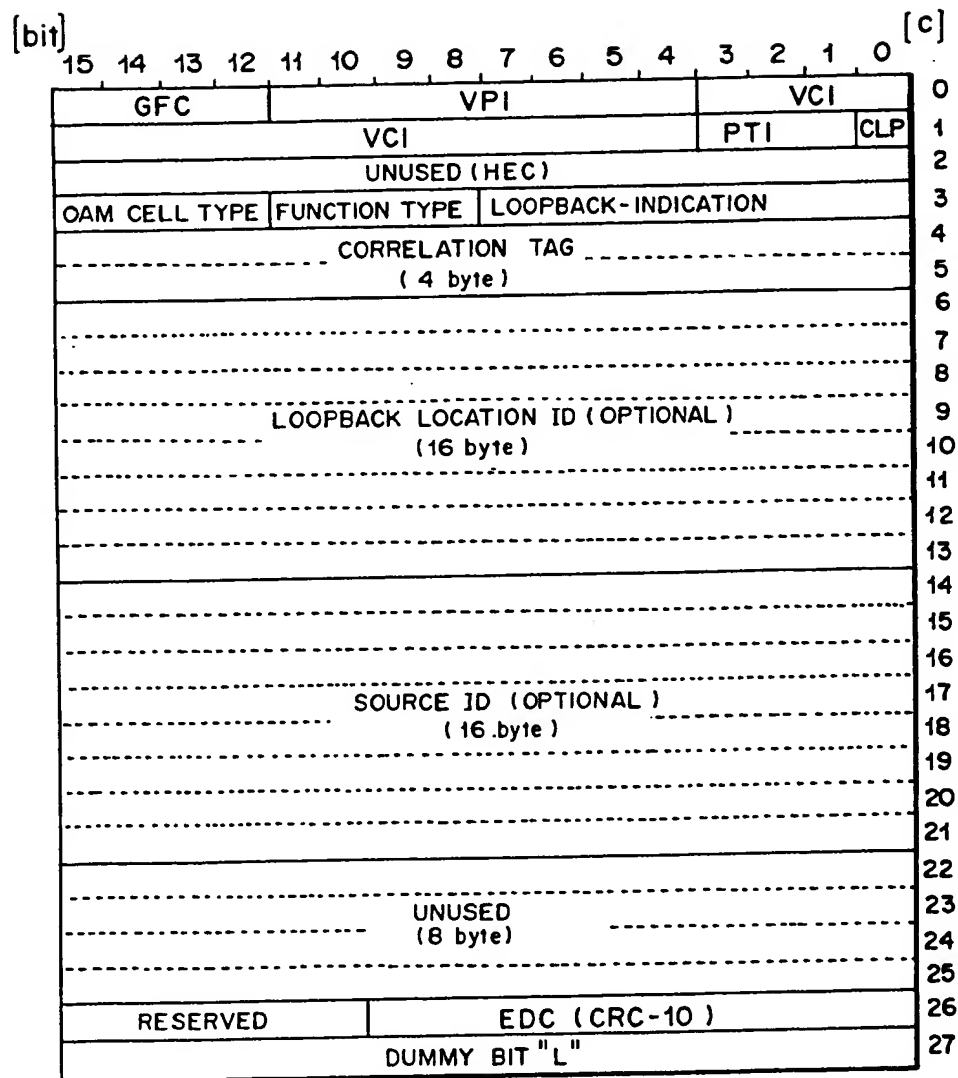 [bit] [c]
15 14 13 12 11 10 9 8 7 6 5 4 3 2 1 0
GFC VPI VCI 0
VCI PTI CLP 1
UNUSED (HEC) 2
OAM CELL TYPE FUNCTION TYPE LOOPBACK-INDICATION 3
4
CORRELATION TAG
5
(4 byte)
6
7
8
9
LOOPBACK LOCATION ID (OPTIONAL)
(16 byte) 10
11
12
13
14
15
16
17
SOURCE ID (OPTIONAL)
(16.byte) 18
19
20
21
22
23
UNUSED
(8 byte) 24
25
RESERVED EDC (CRC-10) 26
DUMMY BIT "L" 27